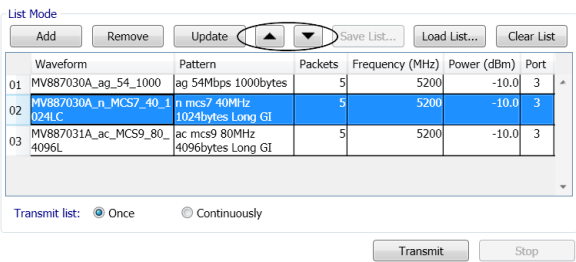 List Mode
Add Remove Update ▲ ▼ Save List... Load List... Clear List
Waveform Pattern Packets Frequency (MHz) Power (dBm) Port
01 MV887030A_ag_54_1000 ag 54Mbps 1000bytes 5 5200 -10.0 3
02 MV887030A_n_MCS7_40_1 n mcs7 40MHz 5 5200 -10.0 3
024LC 1024bytes Long GI
03 MV887031A_ac_MCS9_80_ ac mcs9 80MHz 5 5200 -10.0 3
4096L 4096bytes Long GI
Transmit list: Once Continuously
Transmit Stop